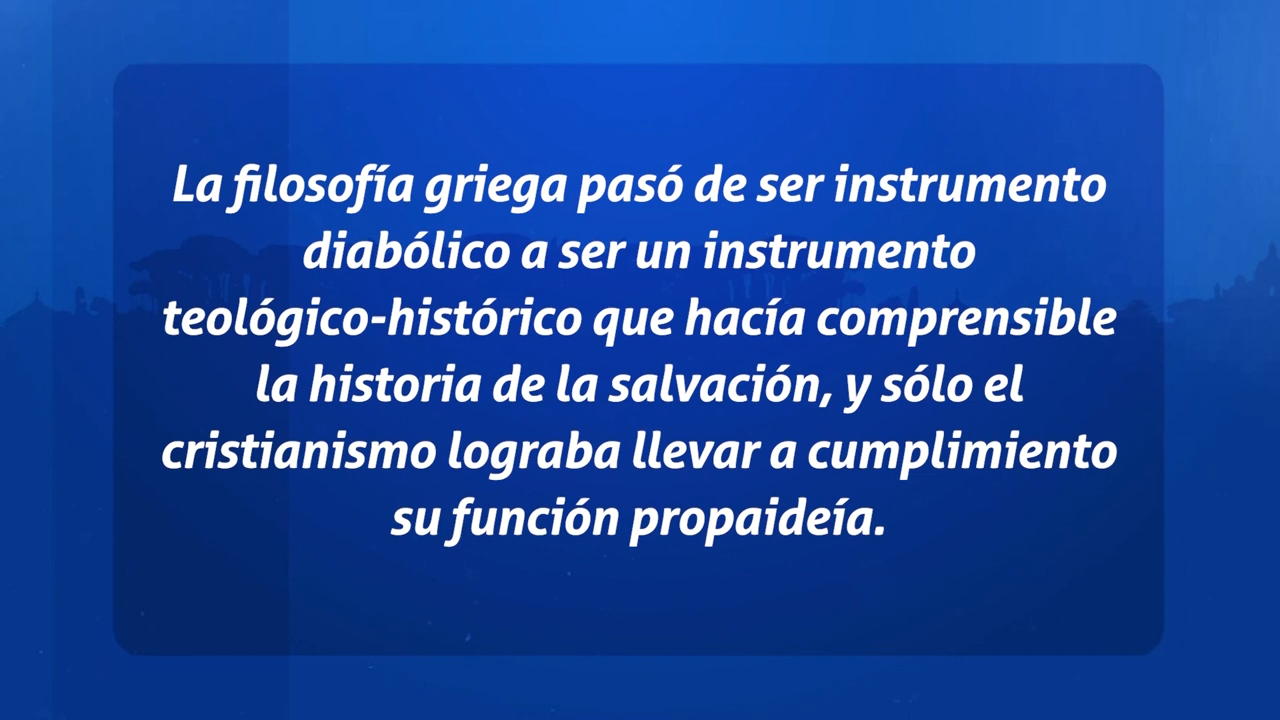 La filosofía griega pasó de ser instrumento
diabólico a ser un instrumento
teológico-histórico que hacía comprensible
la historia de la salvación, y sólo el
cristianismo lograba llevar a cumplimiento
su función propaideía.